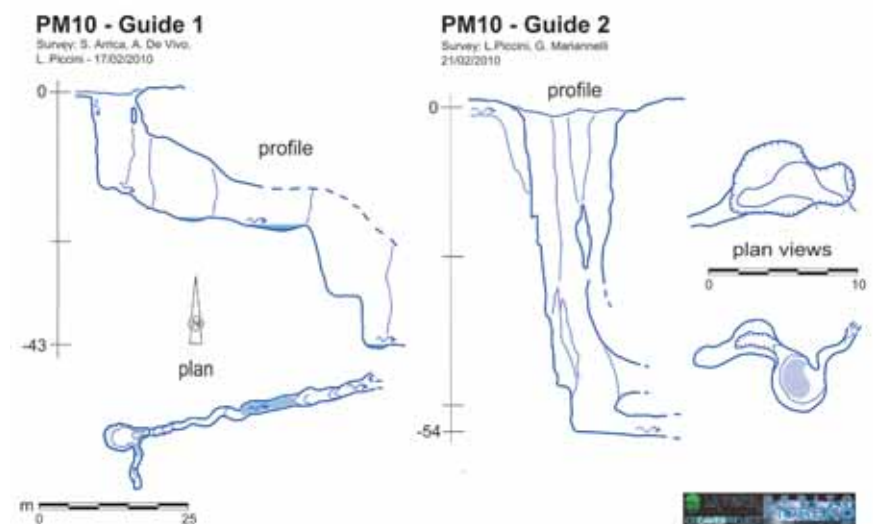 PM10 - Guide 1
Survey: S. Arrica, A. De Vivo,
L. Piccini - 17/02/2010
0
profile
-43
plan
m
0 25
PM10 - Guide 2
Survey: L.Piccini, G. Mariannelli
21/02/2010
profile
0
-54
plan views
0 10